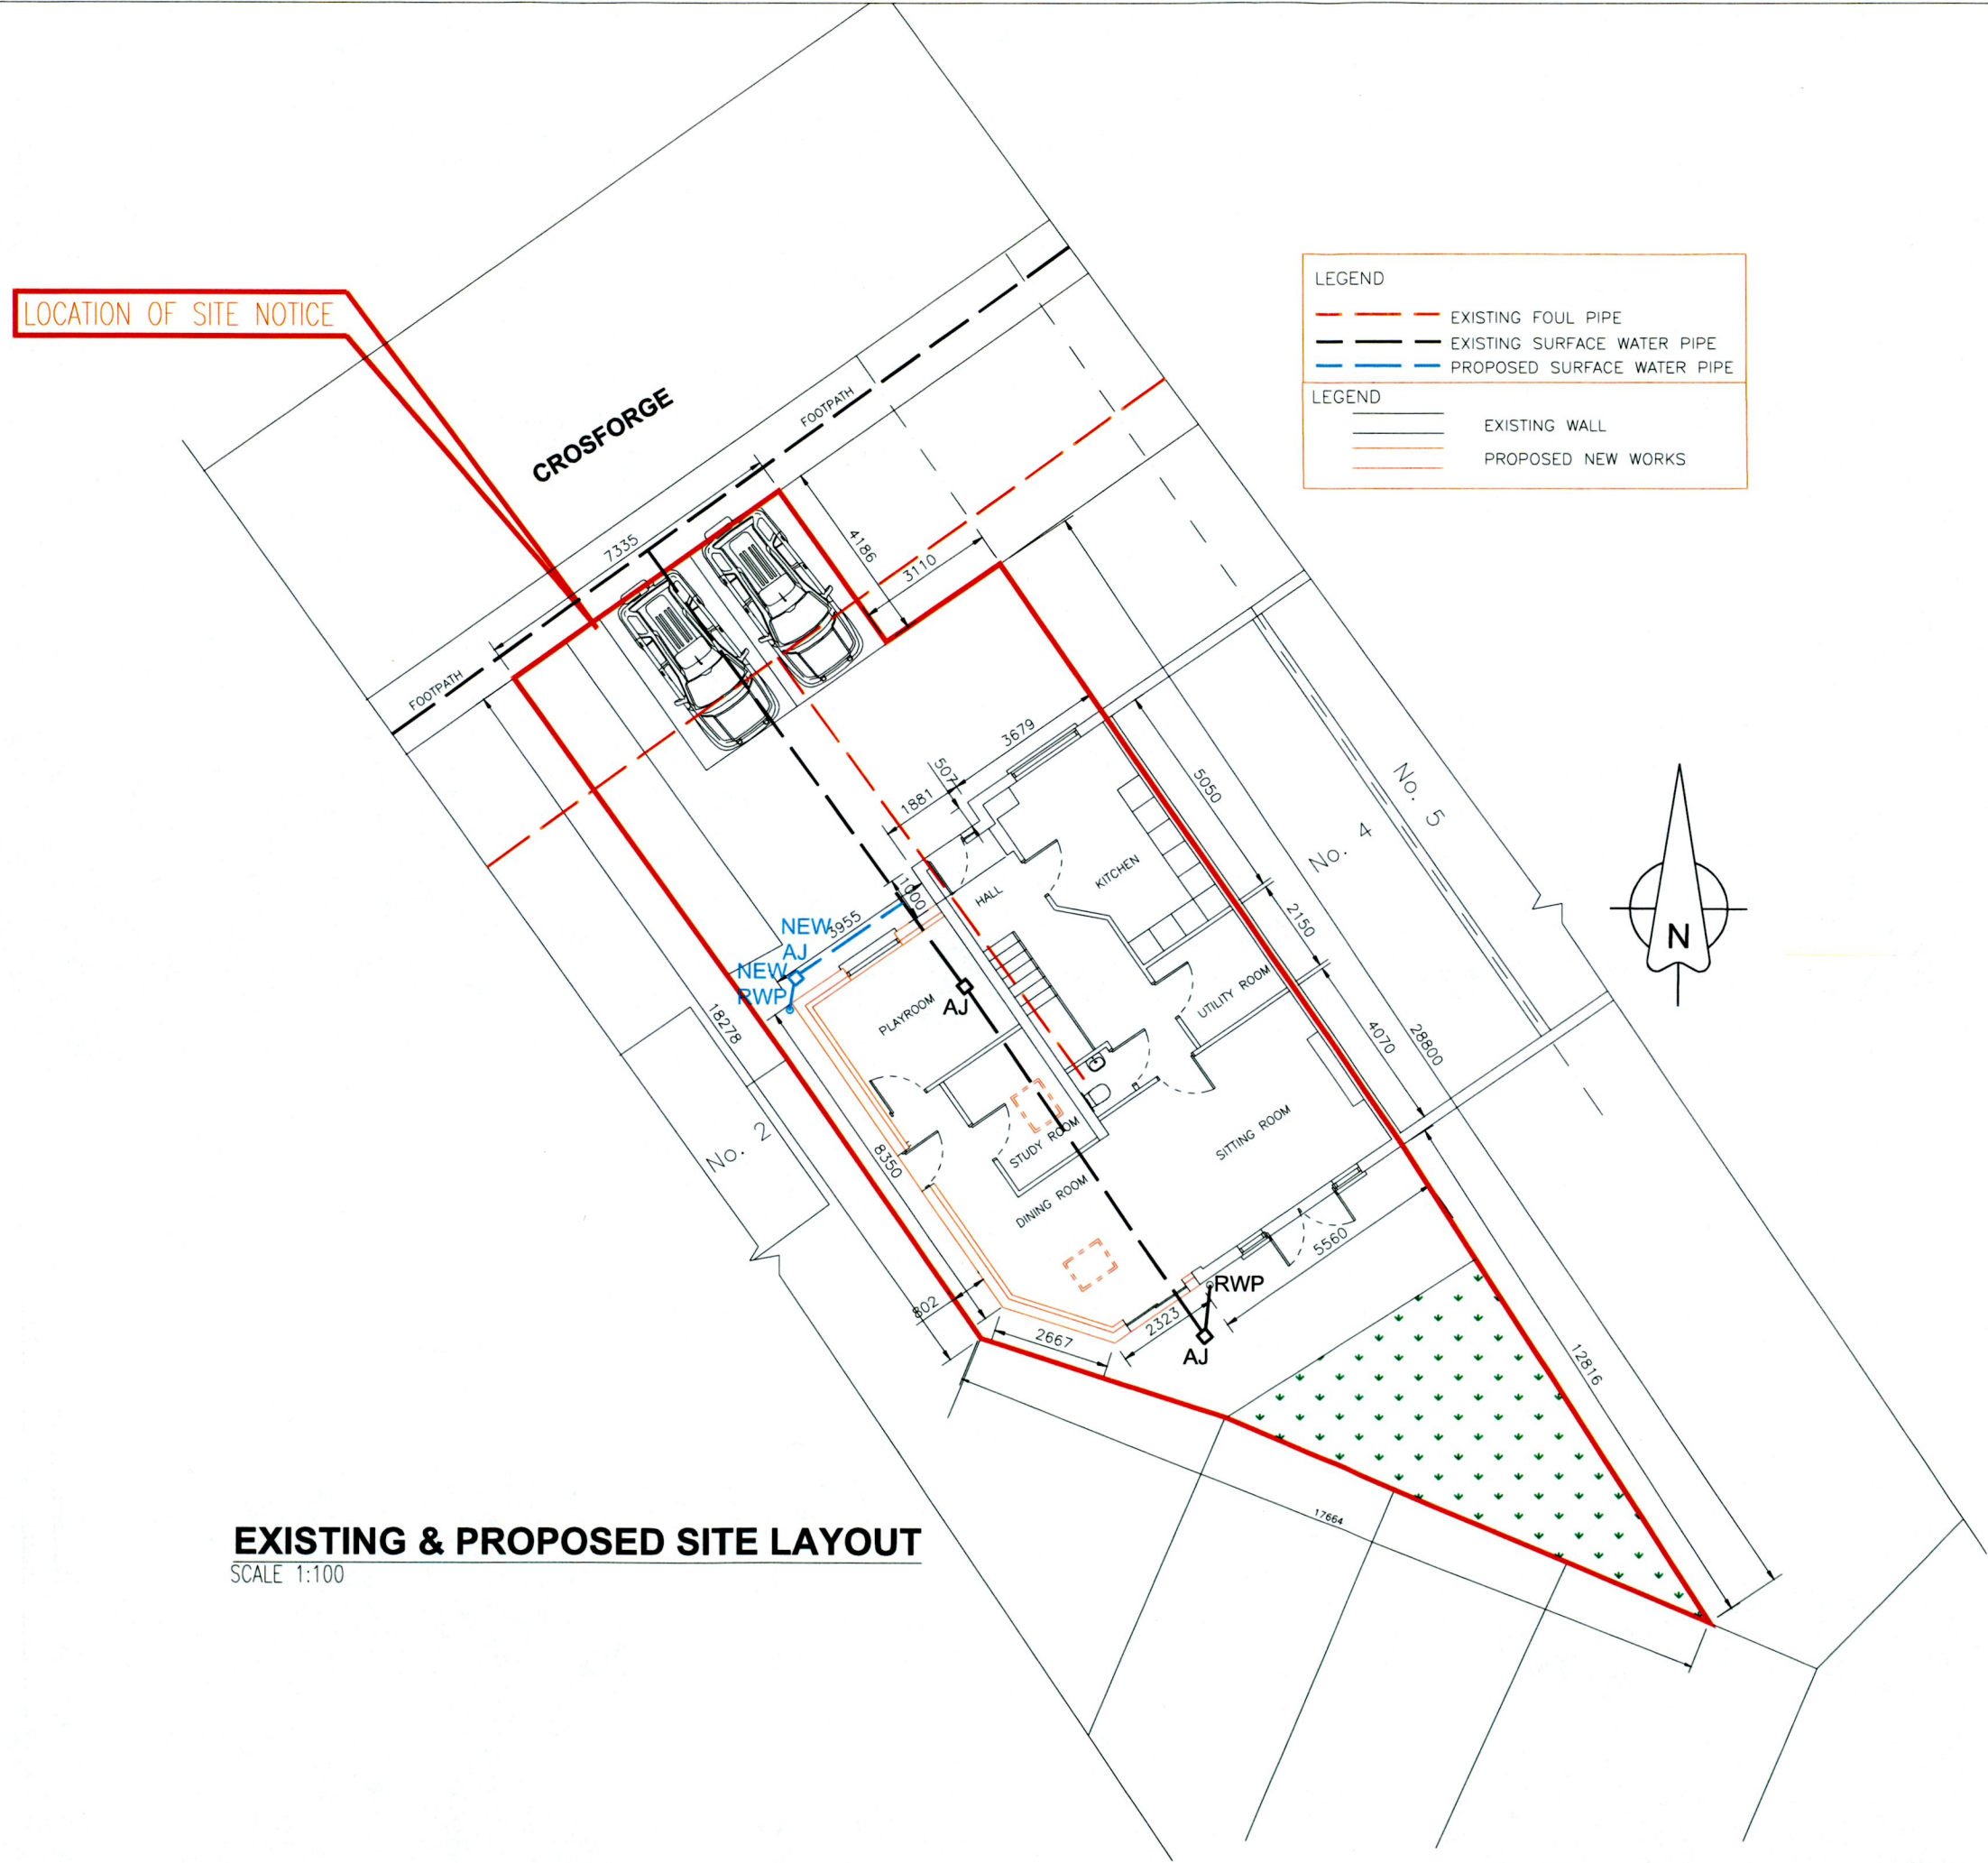 LOCATION OF SITE NOTICE
CROSFORGE
FOOTPATH
FOOTPATH
LEGEND
EXISTING FOUL PIPE
EXISTING SURFACE WATER PIPE
PROPOSED SURFACE WATER PIPE
LEGEND
EXISTING WALL
PROPOSED NEW WORKS
7335
4186
3110
3679
507
1881
1000
3955
5050
2150
4070
28800
No. 5
No. 4
N
NEW
AJ
NEW
RWP
18278
8350
No. 2
HALL
KITCHEN
PLAYROOM
AJ
UTILITY ROOM
STUDY ROOM
SITTING ROOM
DINING ROOM
5560
RWP
802
2667
2323
AJ
12816
17664
EXISTING & PROPOSED SITE LAYOUT
SCALE 1:100